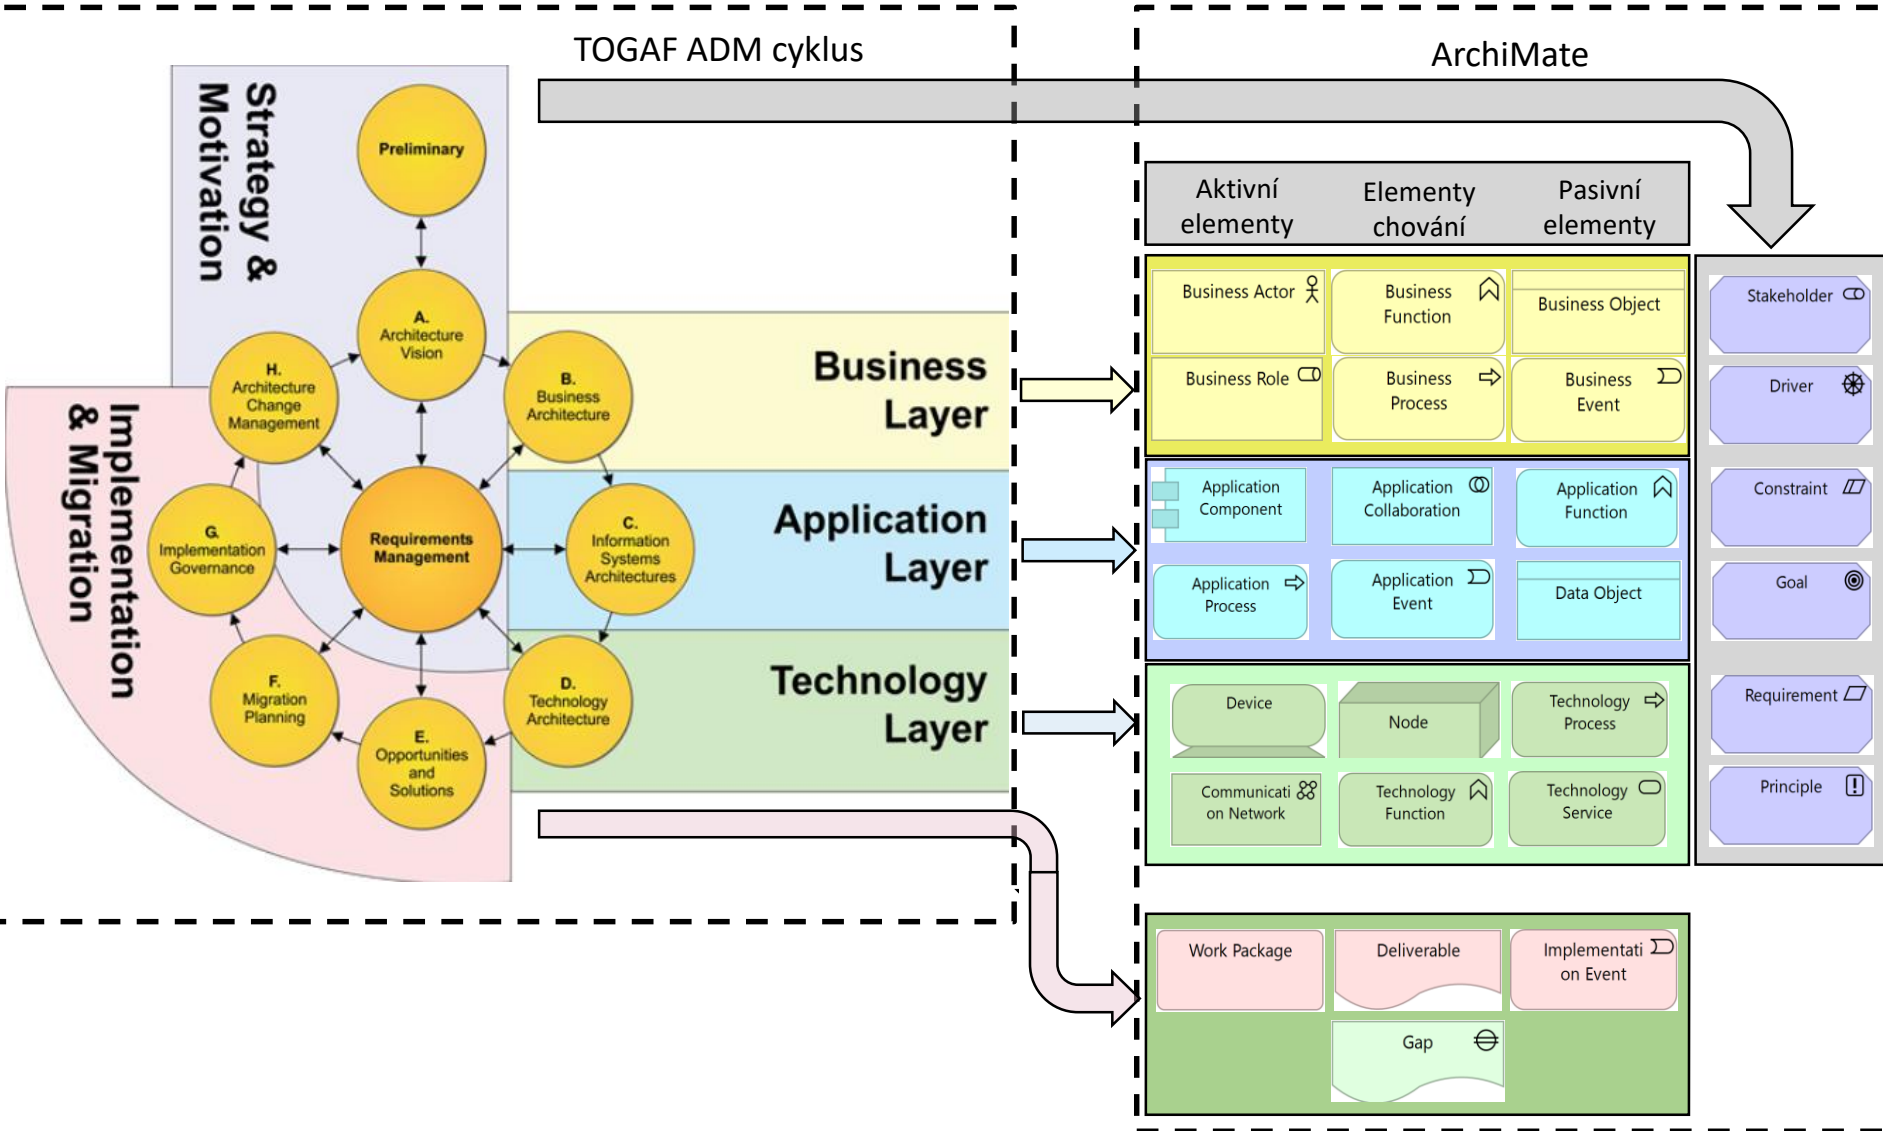 TOGAF ADM cyklus
Strategy &
Motivation
Preliminary
A.
Architecture
Vision
B.
Business
Architecture
H.
Architecture
Change
Management
Requirements
Management
C.
Information
Systems
Architectures
G.
Implementation
Governance
F.
Migration
Planning
E.
Opportunities
and
Solutions
D.
Technology
Architecture
Implementation
& Migration
Business
Layer
Application
Layer
Technology
Layer
ArchiMate
Aktivní
elementy
Elementy
chování
Pasivní
elementy
Business Actor
Business
Function
Business Object
Business Role
Business
Process
Business
Event
Application
Component
Application
Collaboration
Application
Function
Application
Process
Application
Event
Data Object
Device
Node
Technology
Process
Communicati
on Network
Technology
Function
Technology
Service
Stakeholder
Driver
Constraint
Goal
Requirement
Principle
Work Package
Deliverable
Implementati
on Event
Gap